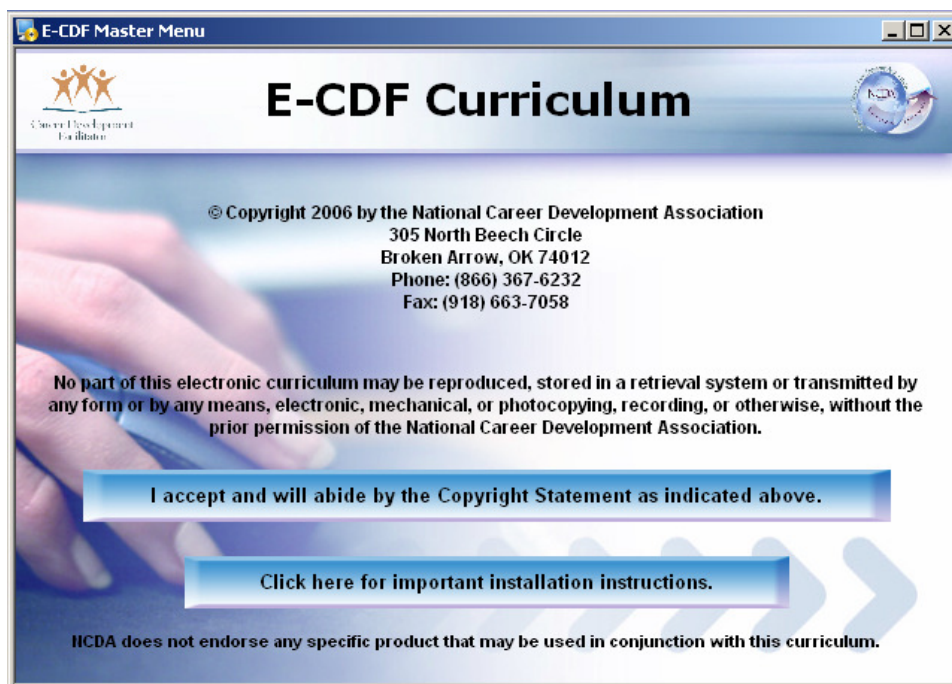 E-CDF Master Menu
E-CDF Curriculum
Career Development
Facilitator
NCDA
© Copyright 2006 by the National Career Development Association
305 North Beech Circle
Broken Arrow, OK 74012
Phone: (866) 367-6232
Fax: (918) 663-7058
No part of this electronic curriculum may be reproduced, stored in a retrieval system or transmitted by
any form or by any means, electronic, mechanical, or photocopying, recording, or otherwise, without the
prior permission of the National Career Development Association.
I accept and will abide by the Copyright Statement as indicated above.
Click here for important installation instructions.
NCDA does not endorse any specific product that may be used in conjunction with this curriculum.